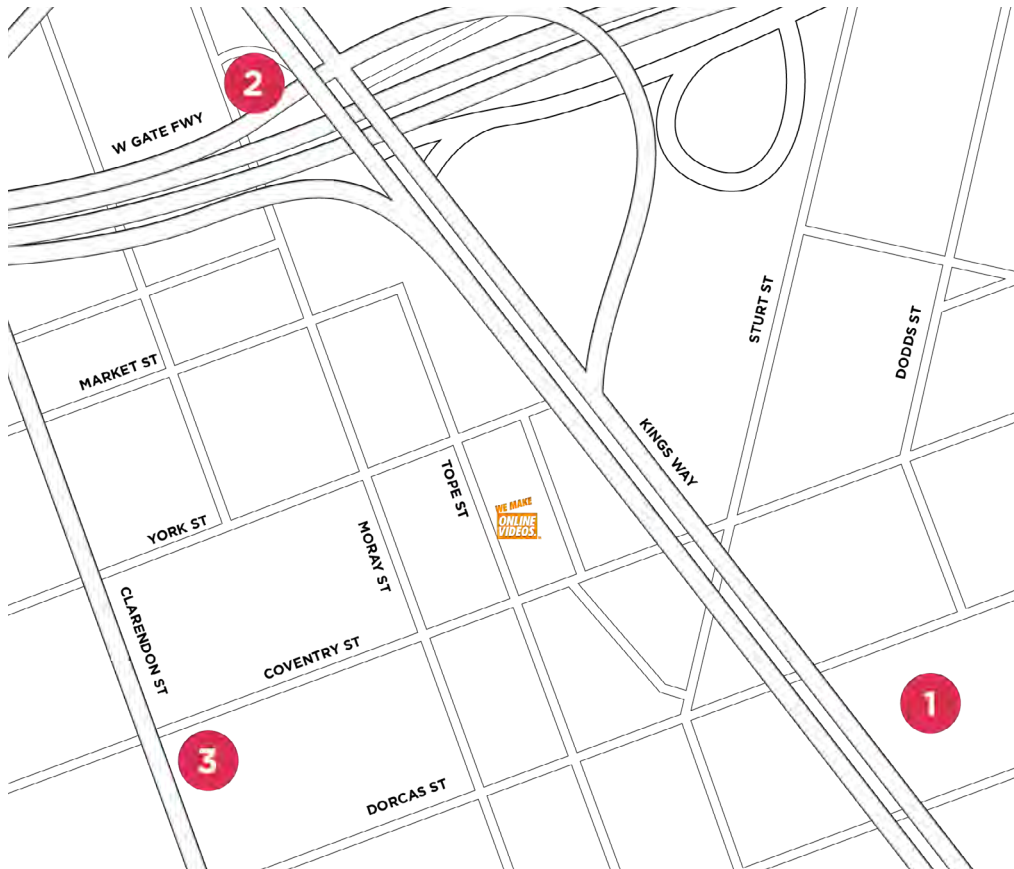 2
W GATE FWY
STURT ST
DODDS ST
MARKET ST
KINGS WAY
TOPE ST
WE MAKE
ONLINE
VIDEOS.
YORK ST
MORAY ST
CLARENDON ST
COVENTRY ST
1
3
DORCAS ST